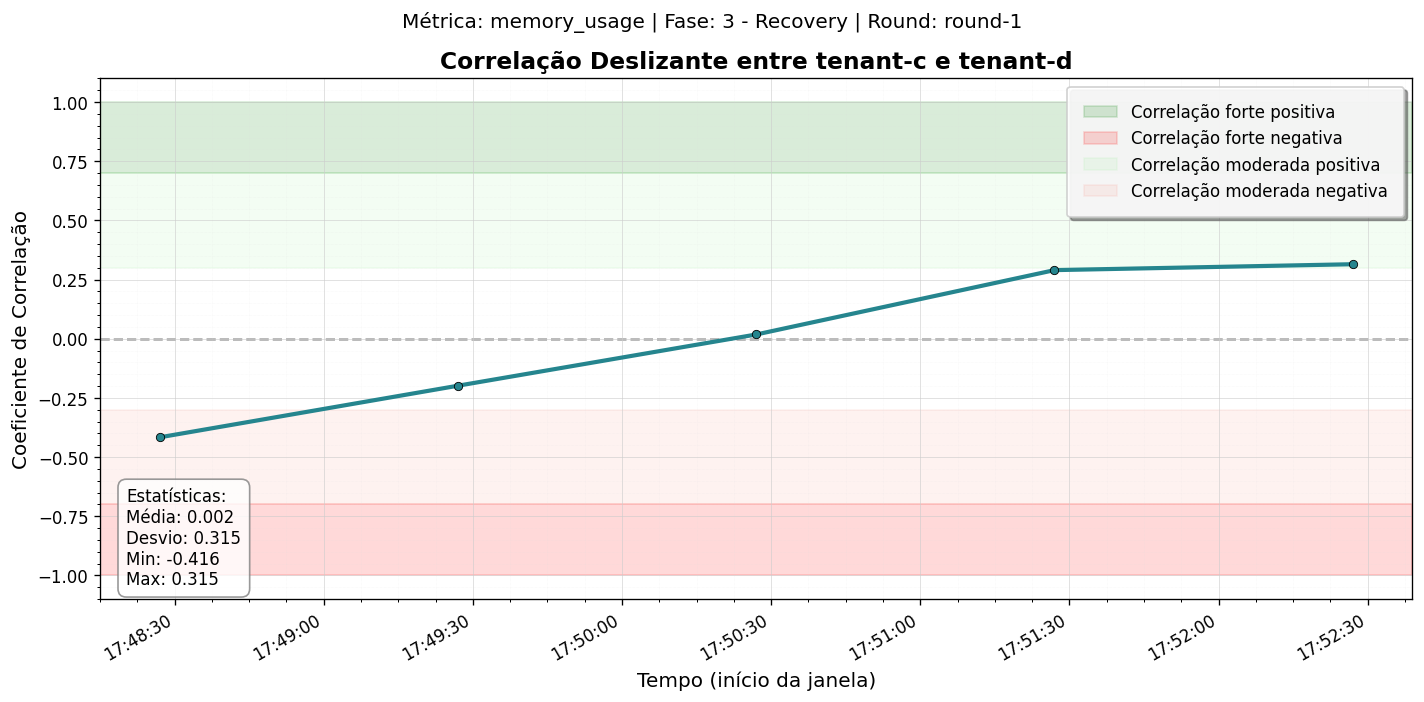 Métrica: memory_usage | Fase: 3 - Recovery | Round: round-1
Correlação Deslizante entre tenant-c e tenant-d
Coeficiente de Correlação
1.00
0.75
0.50
0.25
0.00
−0.25
−0.50
−0.75
−1.00
Correlação forte positiva
Correlação forte negativa
Correlação moderada positiva
Correlação moderada negativa
Estatísticas:
Média: 0.002
Desvio: 0.315
Min: -0.416
Max: 0.315
17:48:30
17:49:00
17:49:30
17:50:00
17:50:30
17:51:00
17:51:30
17:52:00
17:52:30
Tempo (início da janela)